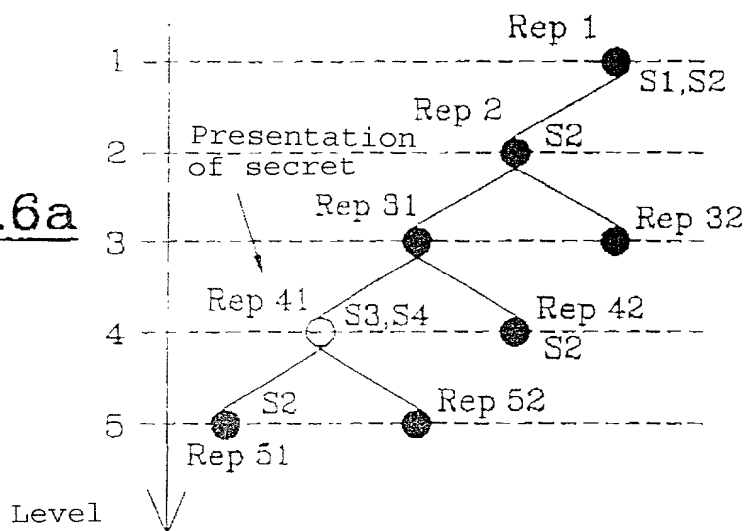 Rep 1
1
S1,S2
Rep 2
Presentation
of secret
S2
2
.6a
Rep 31
Rep 32
3
Rep 41
S3,S4
Rep 42
4
S2
S2
Rep 52
5
Rep 51
Level